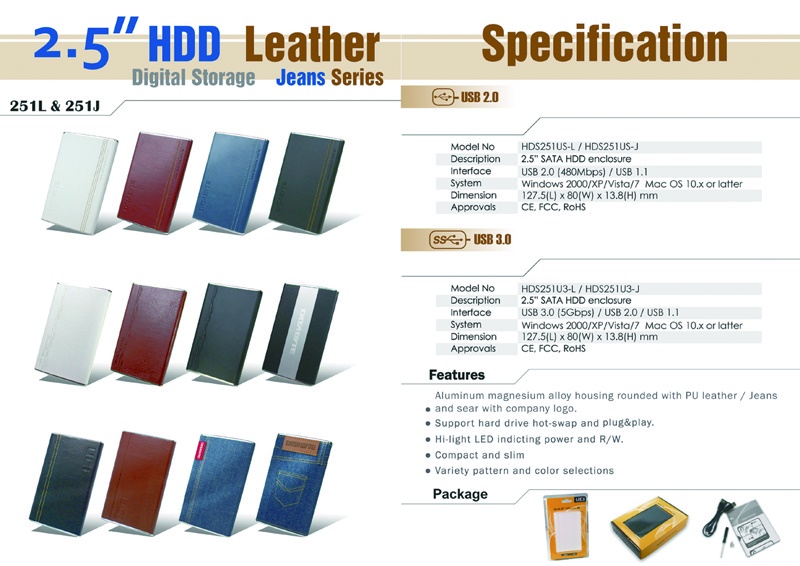 2.5" HDD Leather
Digital Storage Jeans Series
251L & 251J
Specification
USB 2.0
Model No HDS251US-L / HDS251US-J
Description 2.5" SATA HDD enclosure
Interface USB 2.0 (480Mbps) / USB 1.1
System Windows 2000/XP/Vista/7 Mac OS 10.x or latter
Dimension 127.5(L) x 80(W) x 13.8(H) mm
Approvals CE, FCC, RoHS
SS USB 3.0
Model No HDS251U3-L / HDS251U3-J
Description 2.5" SATA HDD enclosure
Interface USB 3.0 (5Gbps) / USB 2.0 / USB 1.1
System Windows 2000/XP/Vista/7 Mac OS 10.x or latter
Dimension 127.5(L) x 80(W) x 13.8(H) mm
Approvals CE, FCC, RoHS
Features
Aluminum magnesium alloy housing rounded with PU leather / Jeans
• and sear with company logo.
• Support hard drive hot-swap and plug&play.
• Hi-light LED indicting power and R/W.
• Compact and slim
• Variety pattern and color selections
Package